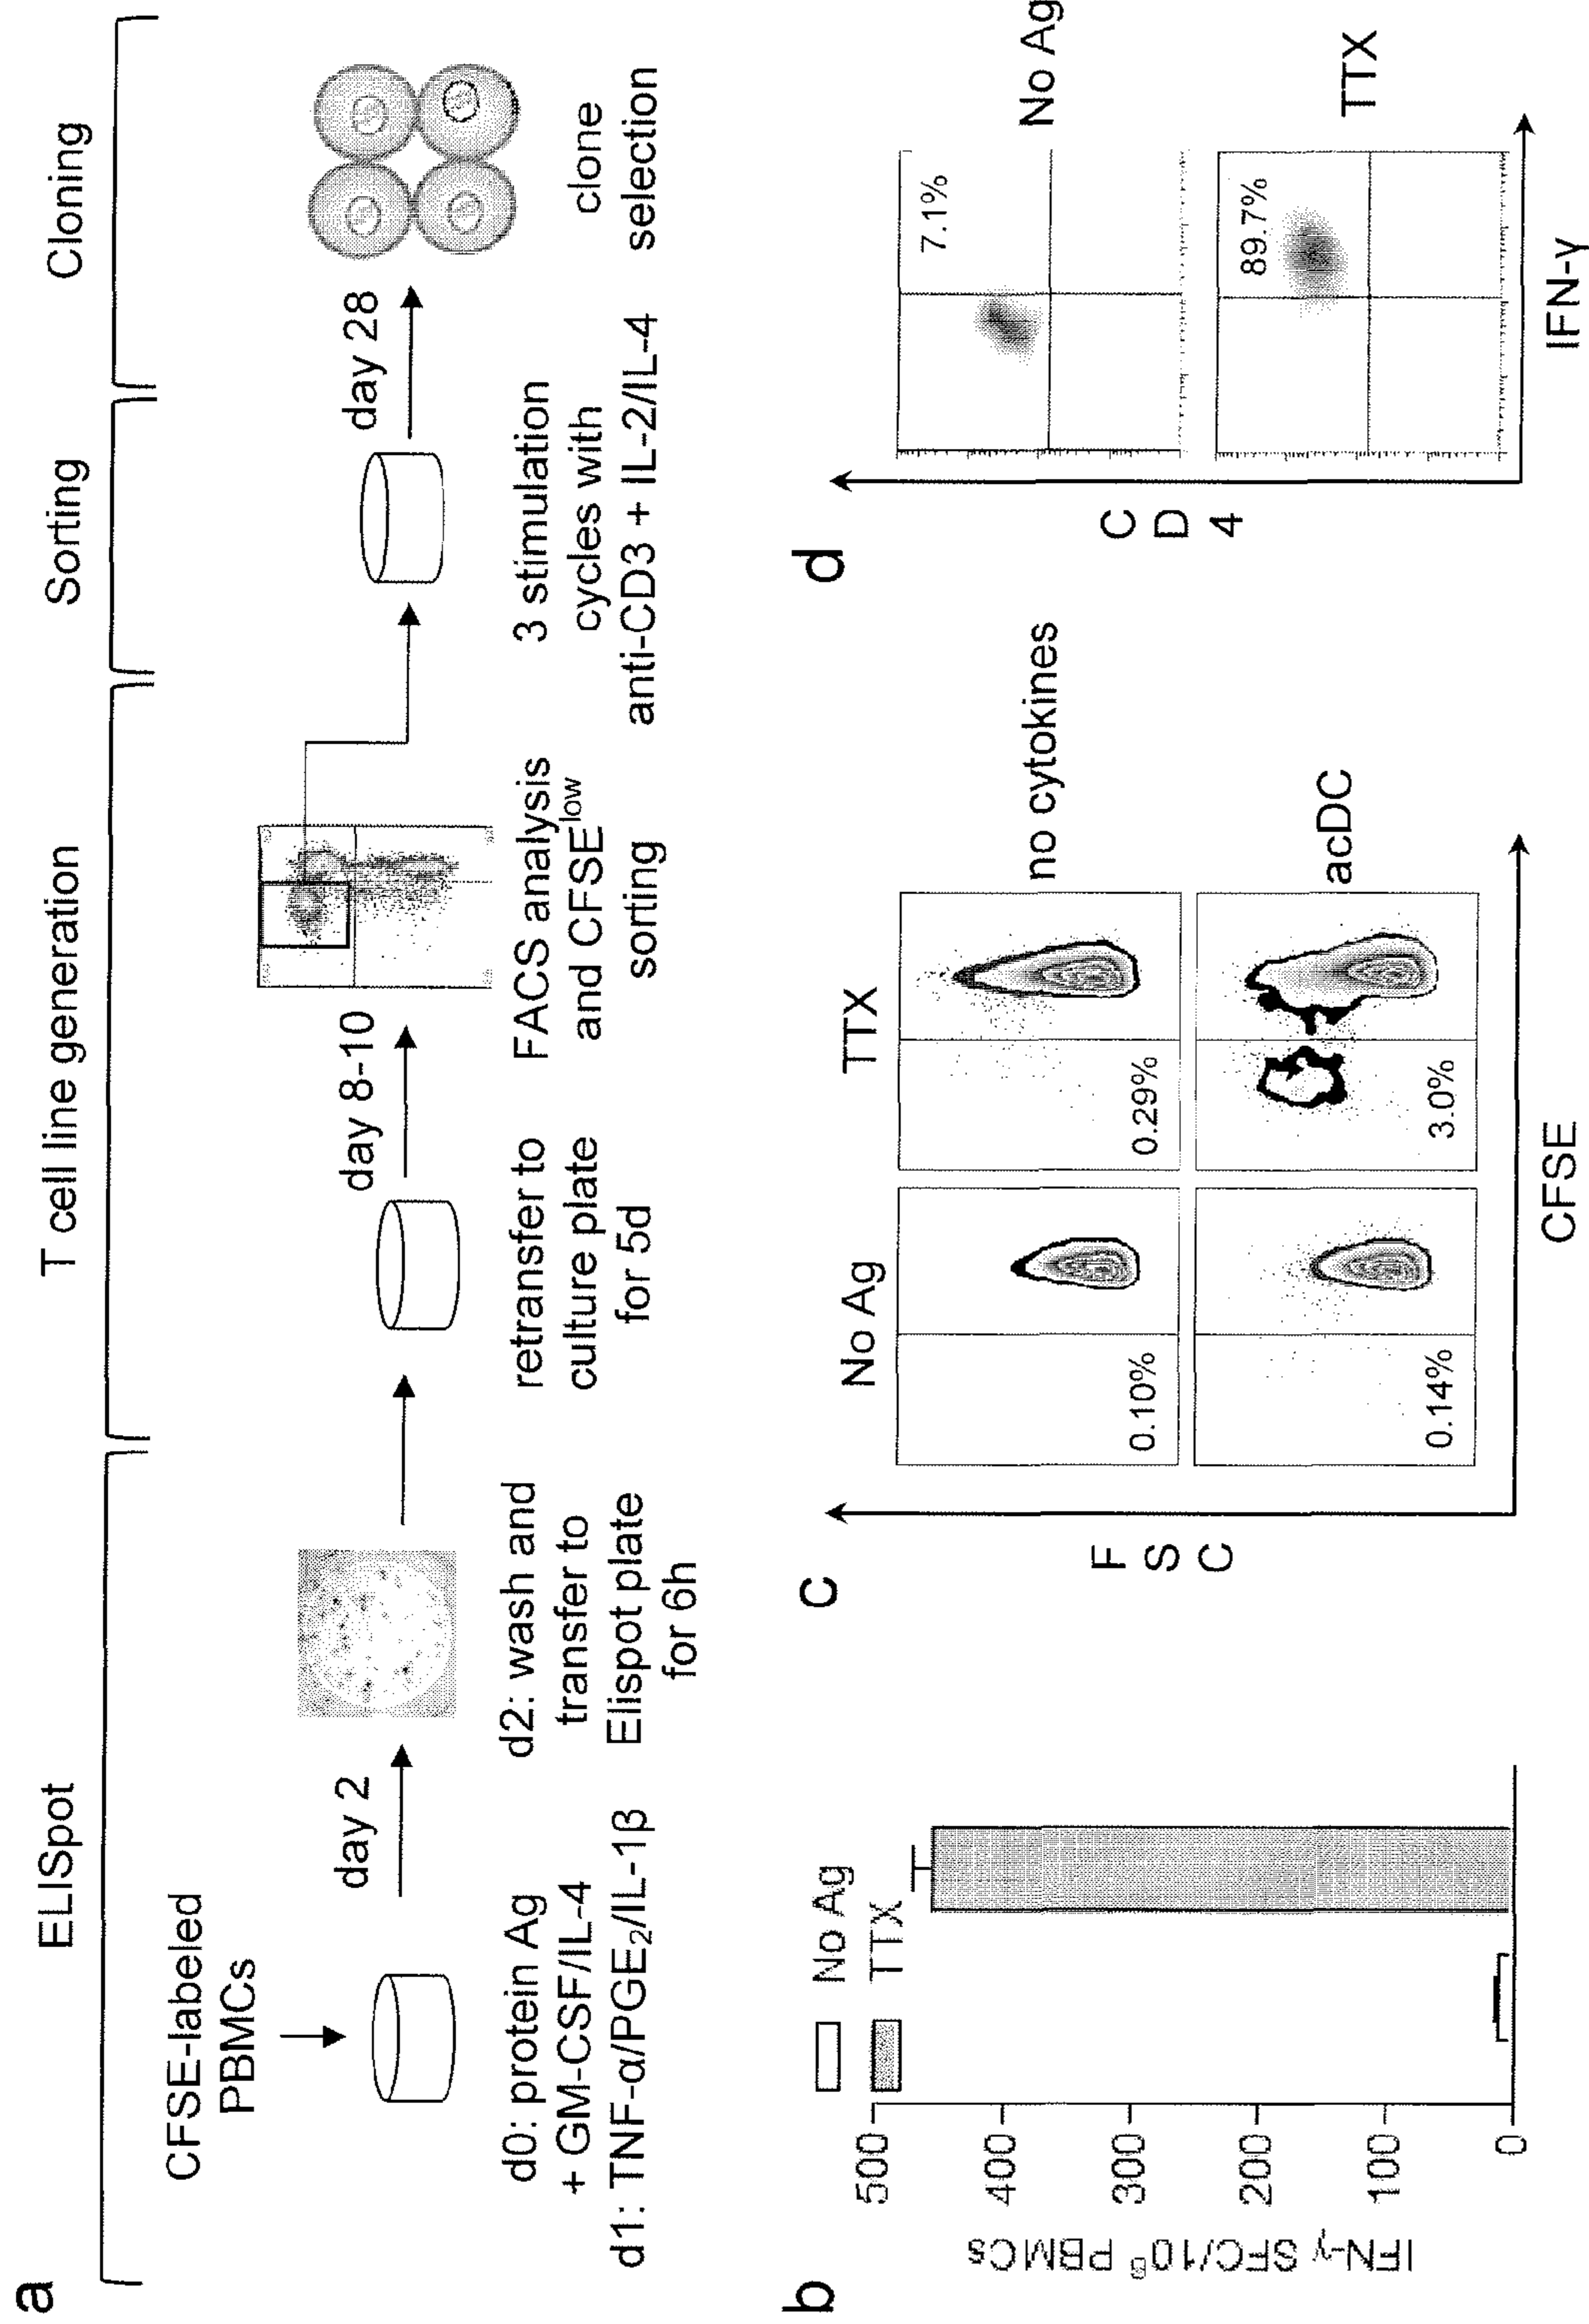 a
ELISpot
T cell line generation
Sorting
Cloning
CFSE-labeled
PBMCs
day 2
day 8-10
day 28
d0: protein Ag
+ GM-CSF/IL-4
d1: TNF-α/PGE₂/IL-1β
d2: wash and
transfer to
Elispot plate
for 6h
retransfer to
culture plate
for 5d
FACS analysis
and CFSElow
sorting
3 stimulation
cycles with
anti-CD3 + IL-2/IL-4
clone
selection
b
No Ag
TTX
500
400
300
200
100
0
IFN-γ SFC/10⁶ PBMCs
c
No Ag
TTX
0.10%
0.29%
no cytokines
0.14%
3.0%
acDC
FSC
CFSE
d
7.1%
No Ag
89.7%
TTX
CD4
IFN-γ